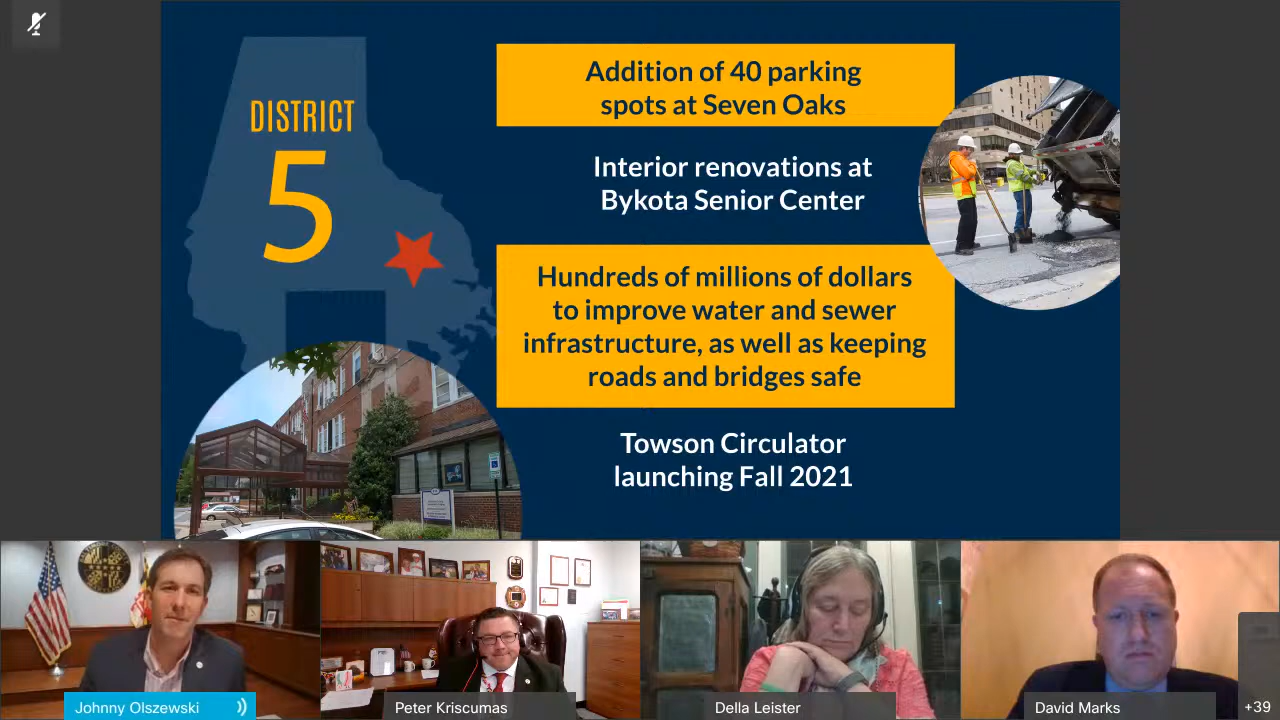 DISTRICT
5
Addition of 40 parking
spots at Seven Oaks
Interior renovations at
Bykota Senior Center
Hundreds of millions of dollars
to improve water and sewer
infrastructure, as well as keeping
roads and bridges safe
Towson Circulator
launching Fall 2021
Johnny Olszewski
Peter Kriscumas
Della Leister
David Marks
+39